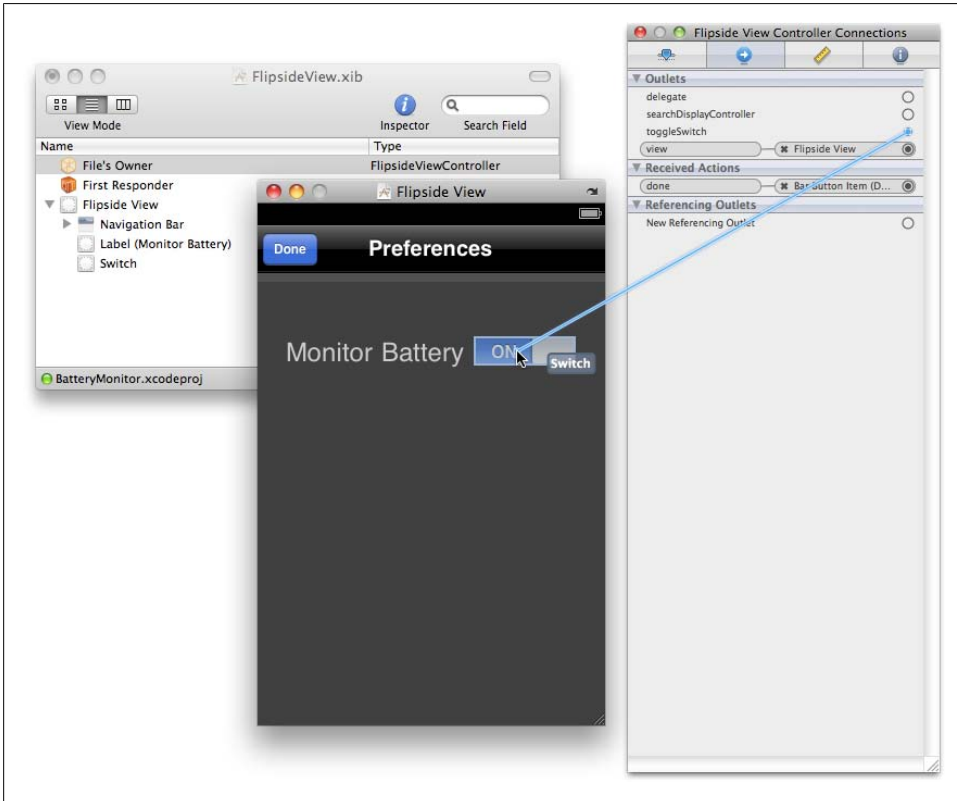 FlipsideView.xib
View Mode
Inspector
Search Field
Name
Type
File's Owner
FlipsideViewController
First Responder
Flipside View
Navigation Bar
Label (Monitor Battery)
Switch
BatteryMonitor.xcodeproj
Flipside View
Done
Preferences
Monitor Battery
ON
Switch
Flipside View Controller Connections
Outlets
delegate
searchDisplayController
toggleSwitch
view
Flipside View
Received Actions
done
Bar Button Item (D...
Referencing Outlets
New Referencing Outlet